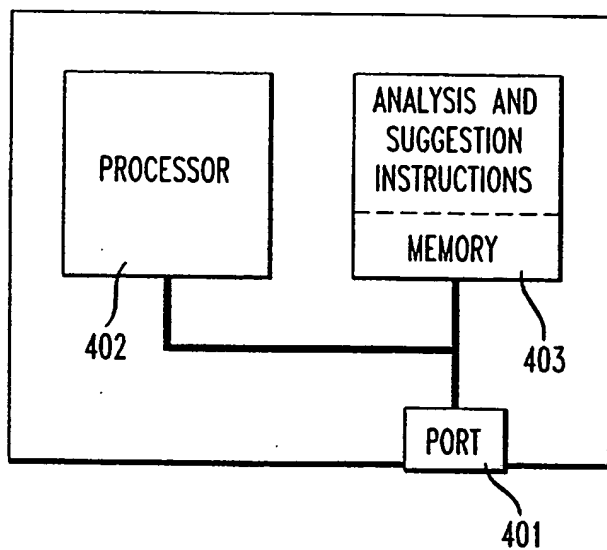 PROCESSOR
ANALYSIS AND
SUGGESTION
INSTRUCTIONS
MEMORY
402
403
PORT
401